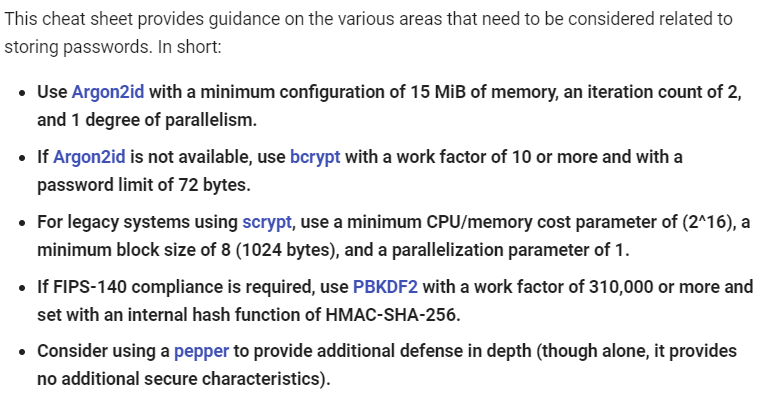 This cheat sheet provides guidance on the various areas that need to be considered related to
storing passwords. In short:
• Use Argon2id with a minimum configuration of 15 MiB of memory, an iteration count of 2,
and 1 degree of parallelism.
• If Argon2id is not available, use bcrypt with a work factor of 10 or more and with a
password limit of 72 bytes.
• For legacy systems using scrypt, use a minimum CPU/memory cost parameter of (2^16), a
minimum block size of 8 (1024 bytes), and a parallelization parameter of 1.
• If FIPS-140 compliance is required, use PBKDF2 with a work factor of 310,000 or more and
set with an internal hash function of HMAC-SHA-256.
• Consider using a pepper to provide additional defense in depth (though alone, it provides
no additional secure characteristics).